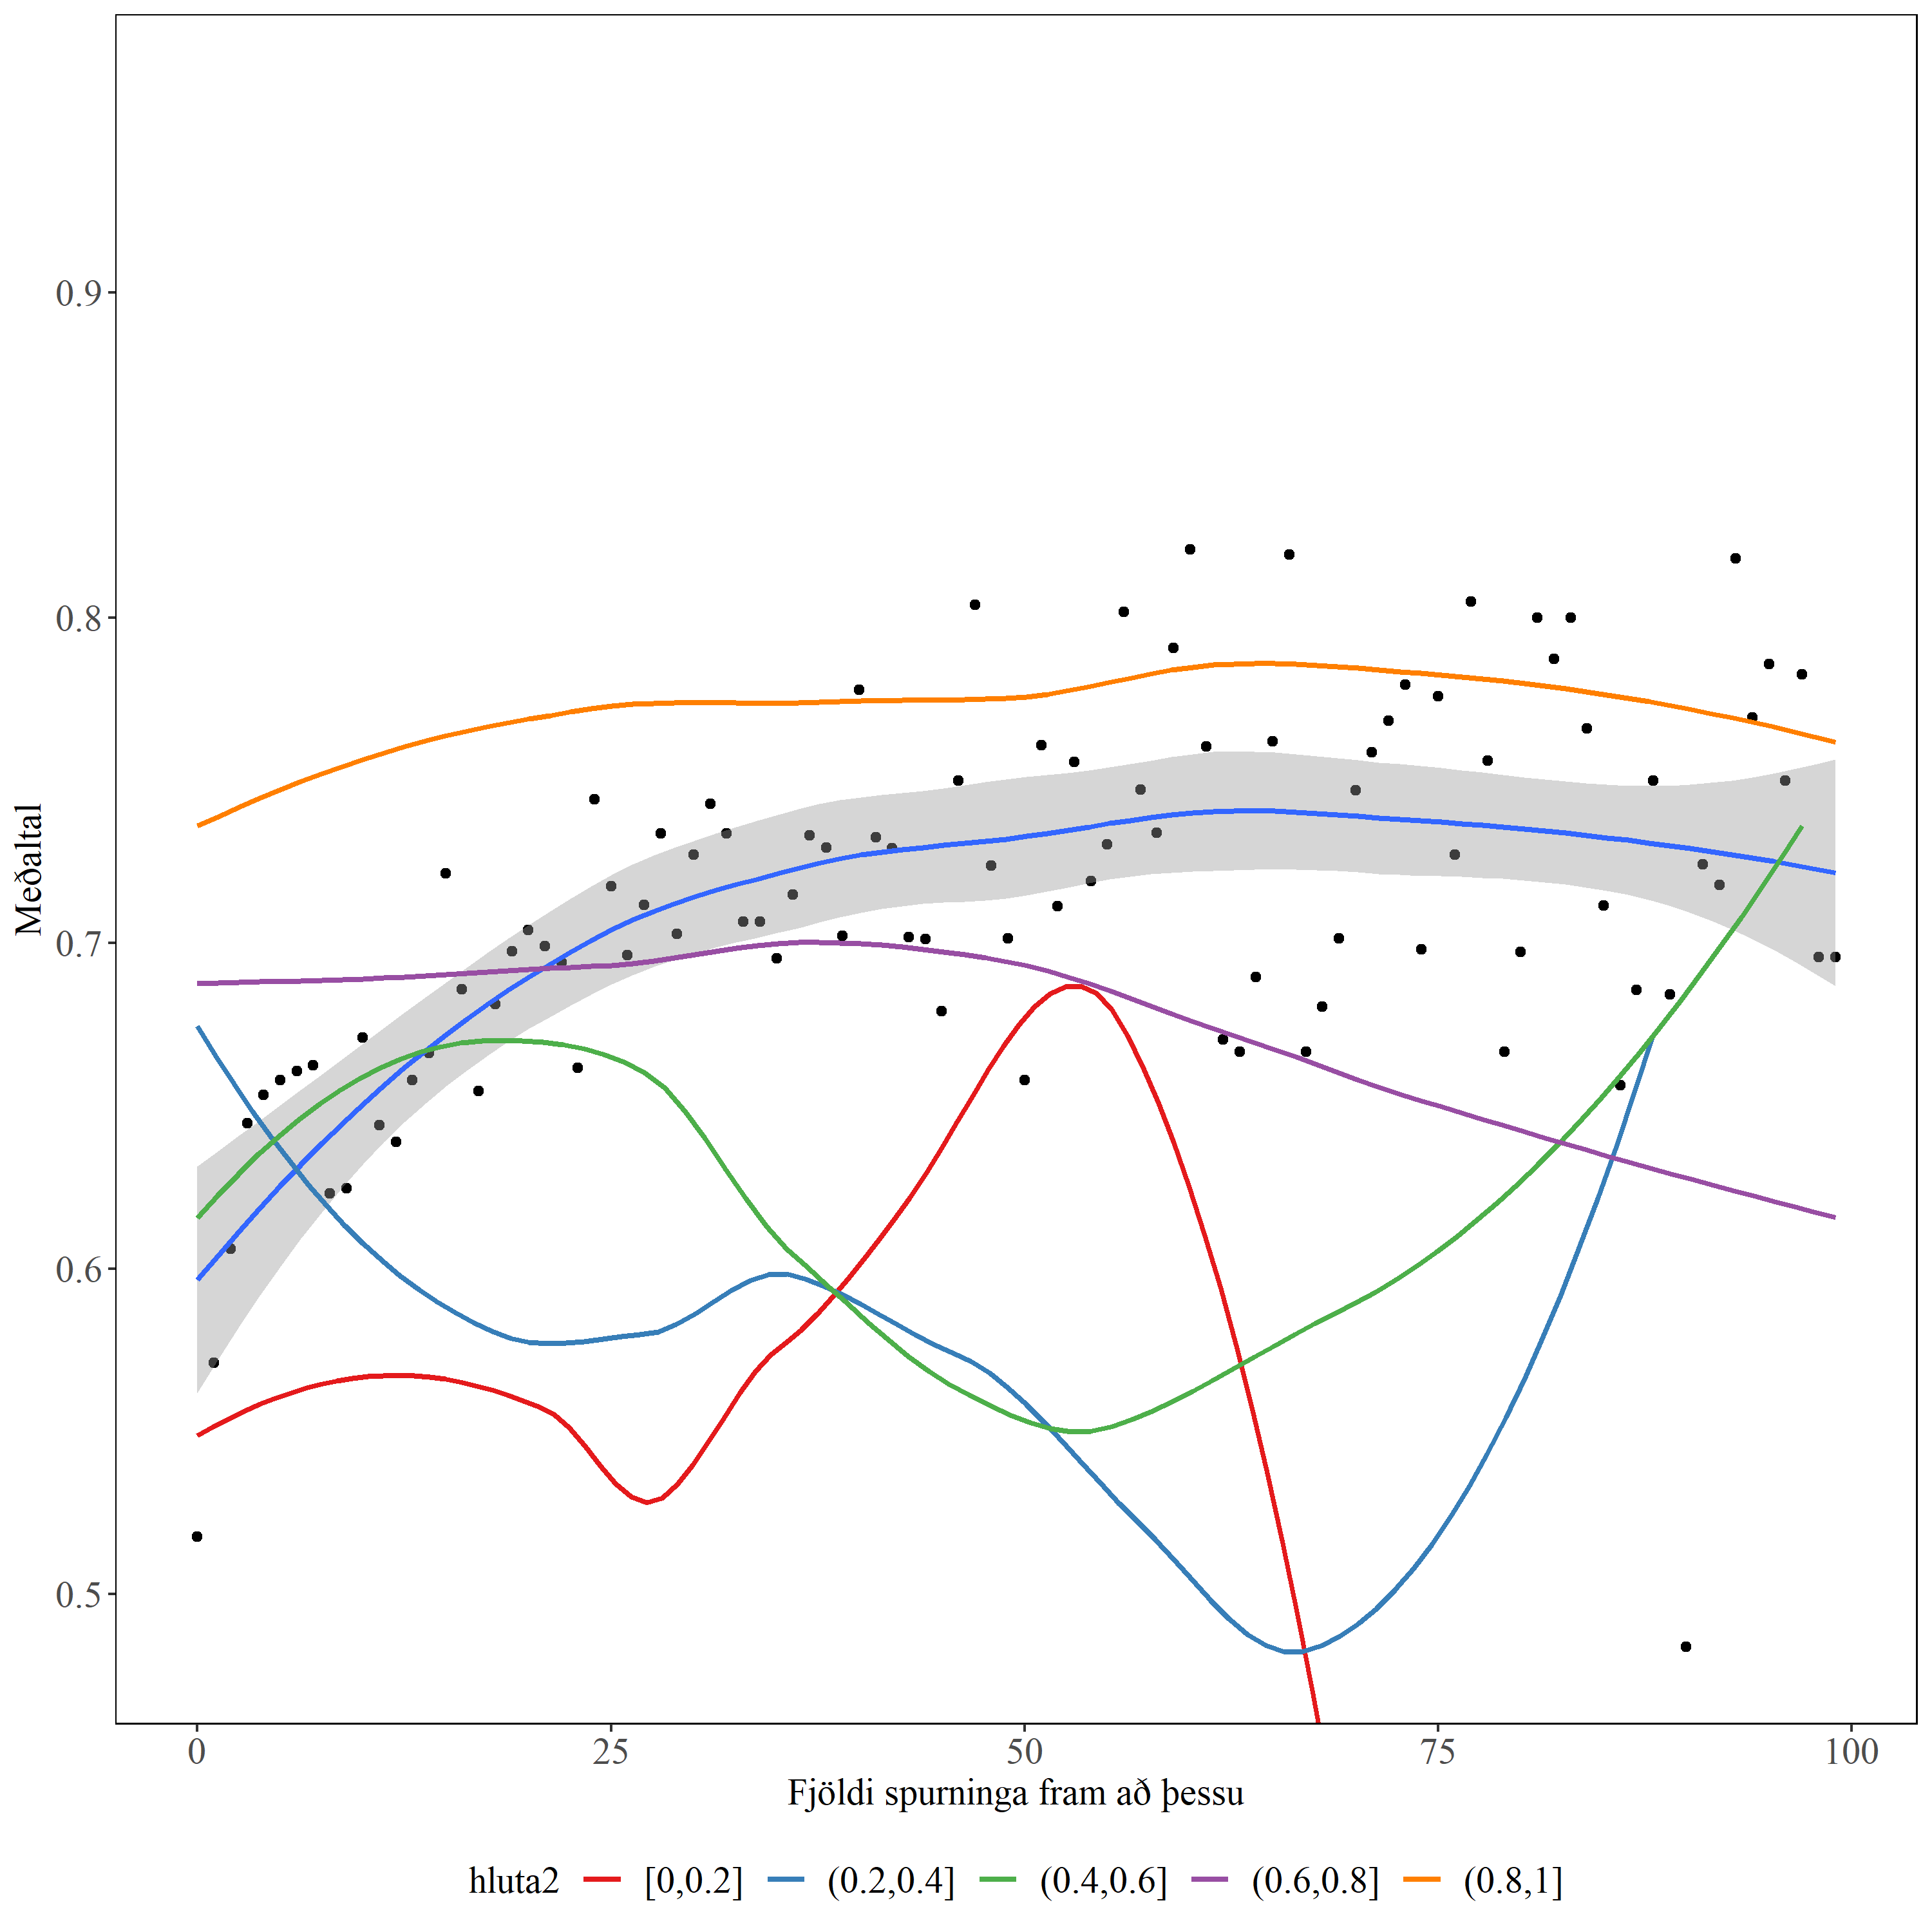 0.9
0.8
0.7
0.6
0.5
Meðaltal
0 25 50 75 100
Fjöldi spurninga fram að þessu
hluta2 [0,0.2] (0.2,0.4] (0.4,0.6] (0.6,0.8] (0.8,1]